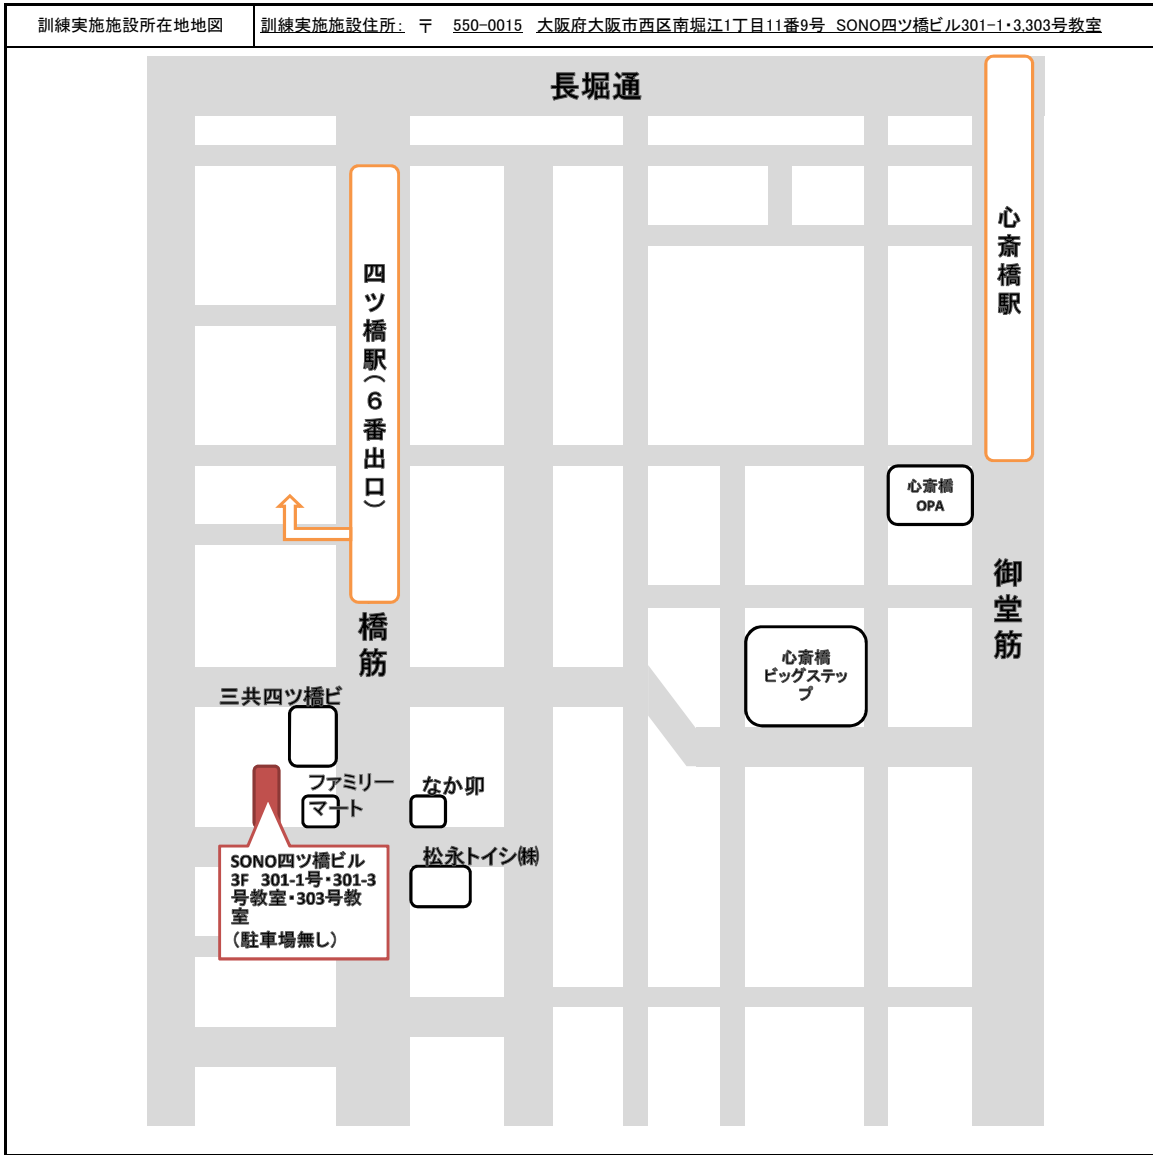 訓練実施施設所在地地図
訓練実施施設住所： 〒 550-0015 大阪府大阪市西区南堀江1丁目11番9号 SONO四ツ橋ビル301-1・3,303号教室
長堀通
心斎橋駅
四ツ橋駅（６番出口）
心斎橋
OPA
御堂筋
橋筋
心斎橋
ビッグステッ
プ
三共四ツ橋ビ
ファミリー
マート
なか卯
松永トイシ㈱
SONO四ツ橋ビル
3F 301-1号・301-3
号教室・303号教
室
（駐車場無し）